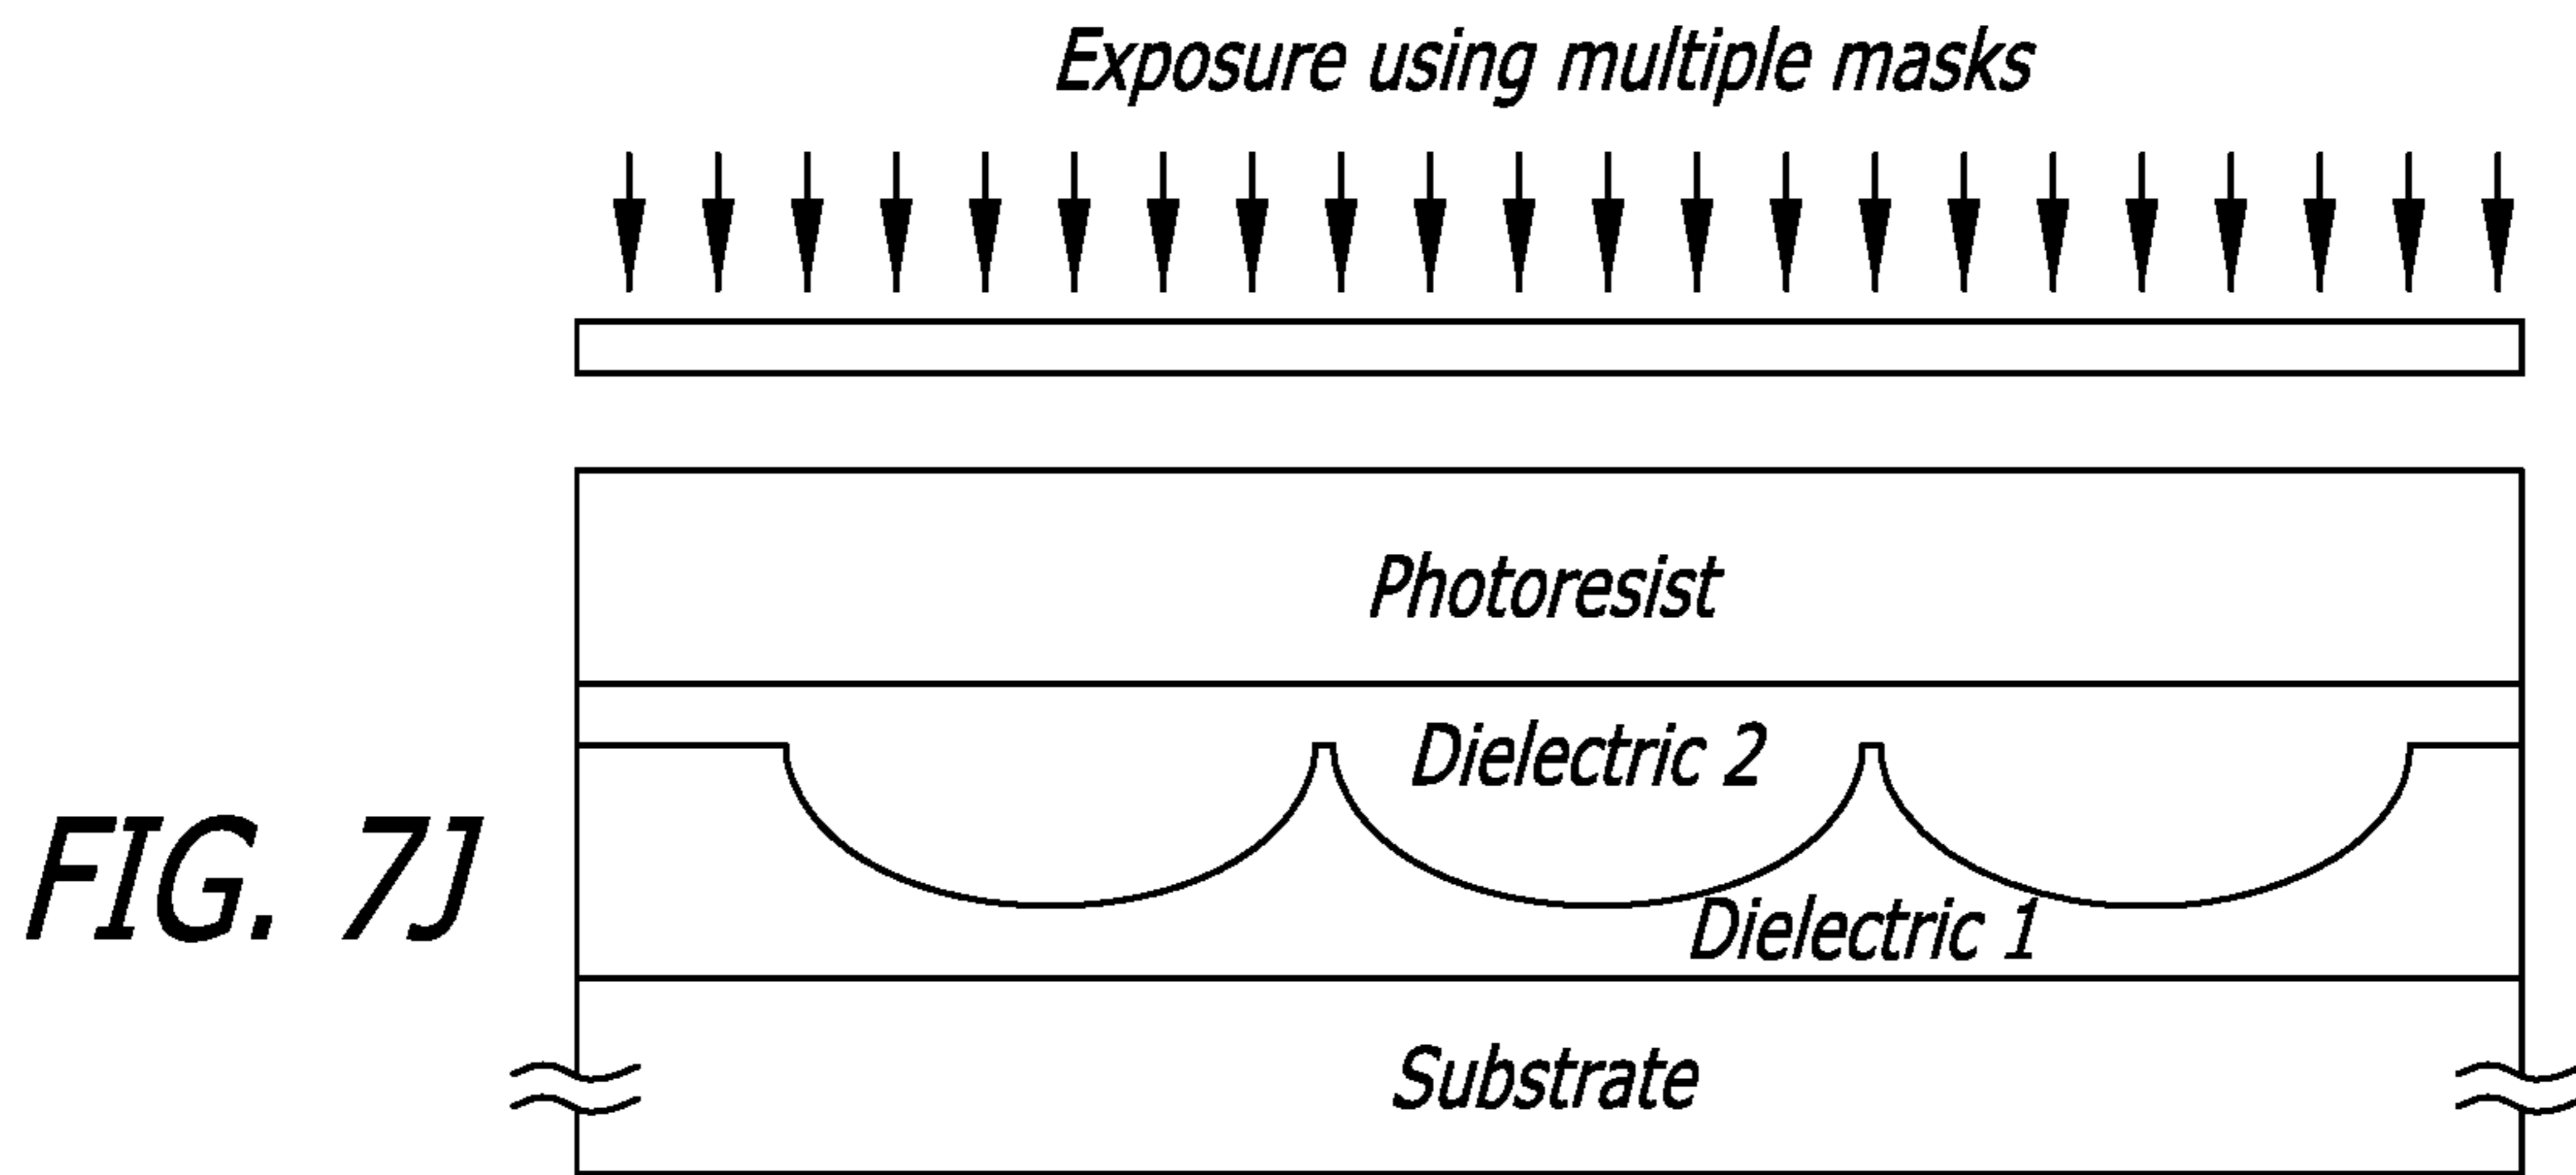 Exposure using multiple masks
Photoresist
Dielectric 2
Dielectric 1
Substrate
FIG. 7J